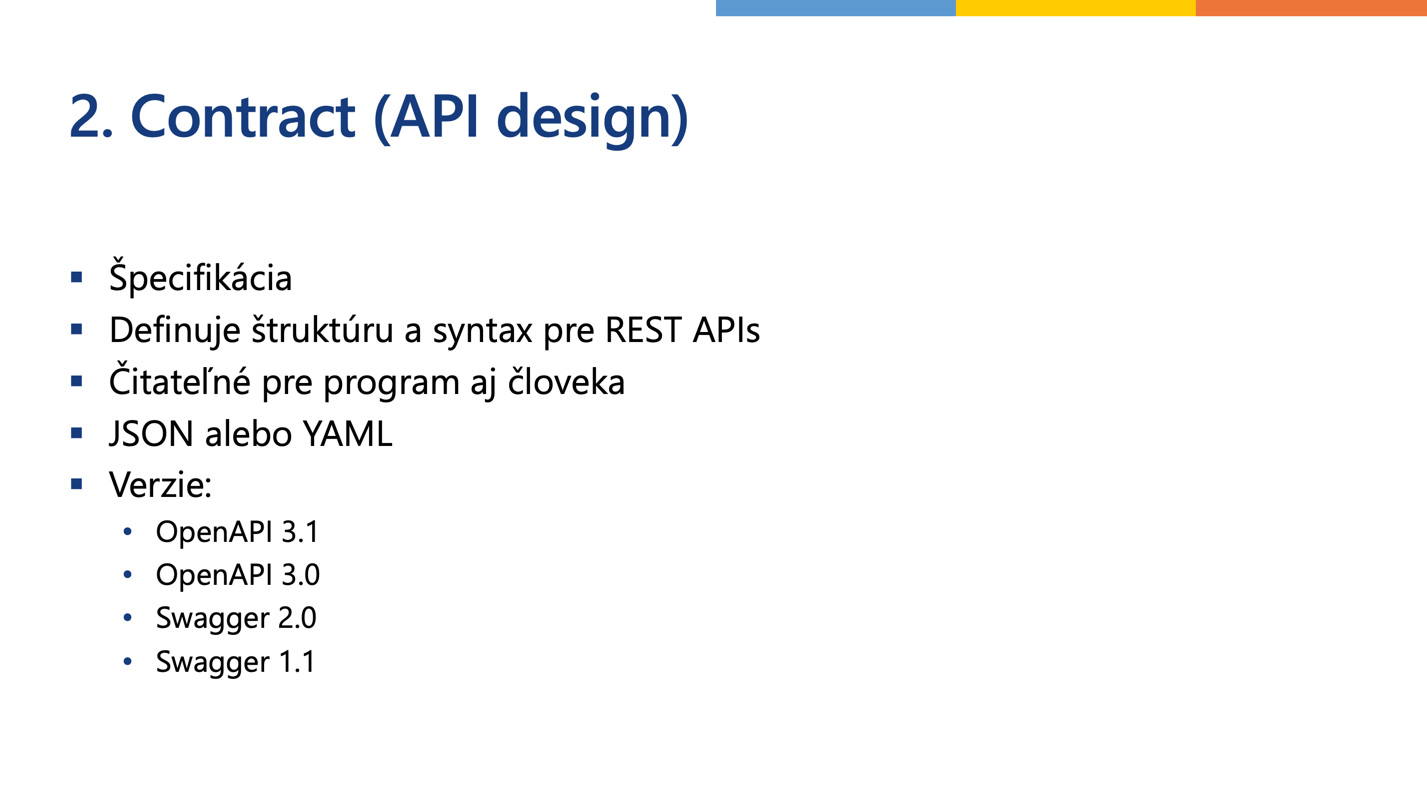 2. Contract (API design)
Špecifikácia
Definuje štruktúru a syntax pre REST APIs
Čitateľné pre program aj človeka
JSON alebo YAML
Verzie:
OpenAPI 3.1
OpenAPI 3.0
Swagger 2.0
Swagger 1.1